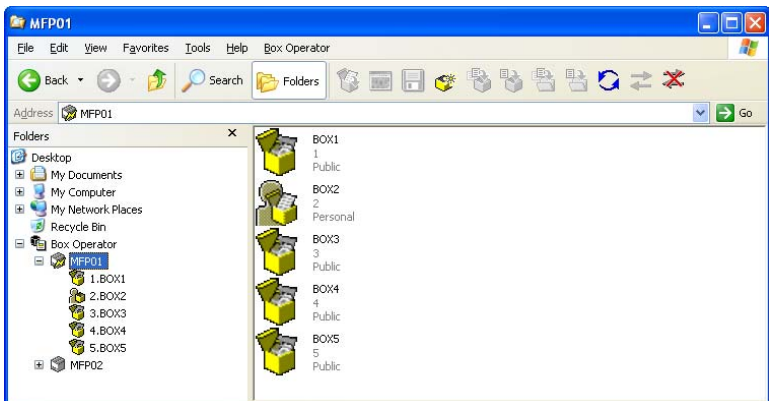 MFP01
File Edit View Favorites Tools Help Box Operator
Back Search Folders
Address MFP01 Go
Folders
Desktop
My Documents
My Computer
My Network Places
Recycle Bin
Box Operator
MFP01
1.BOX1
2.BOX2
3.BOX3
4.BOX4
5.BOX5
MFP02
BOX1
1
Public
BOX2
2
Personal
BOX3
3
Public
BOX4
4
Public
BOX5
5
Public